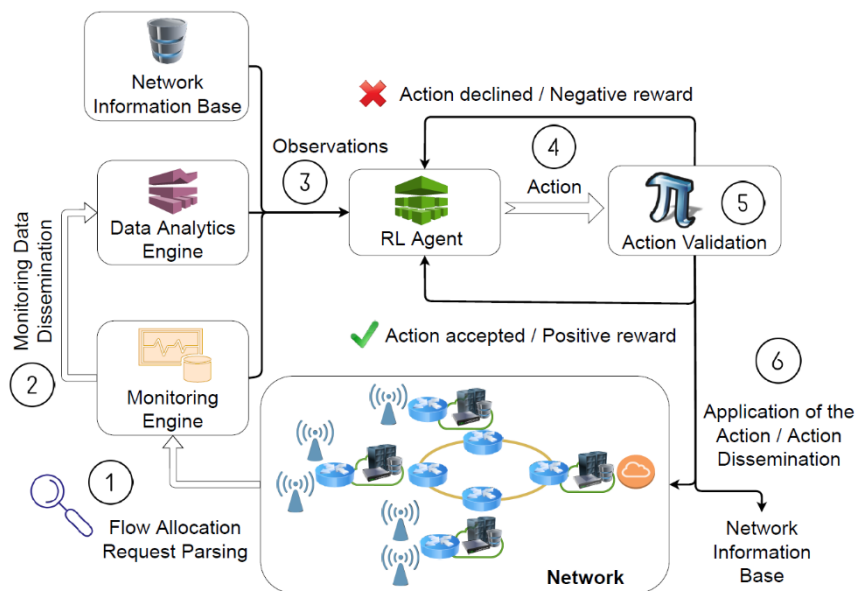 Network
Information Base
Action declined / Negative reward
Observations
3
4
Action
Data Analytics
Engine
RL Agent
5
Action Validation
Monitoring Data
Dissemination
2
Monitoring
Engine
Action accepted / Positive reward
6
Application of the
Action / Action
Dissemination
1
Flow Allocation
Request Parsing
Network
Network
Information
Base